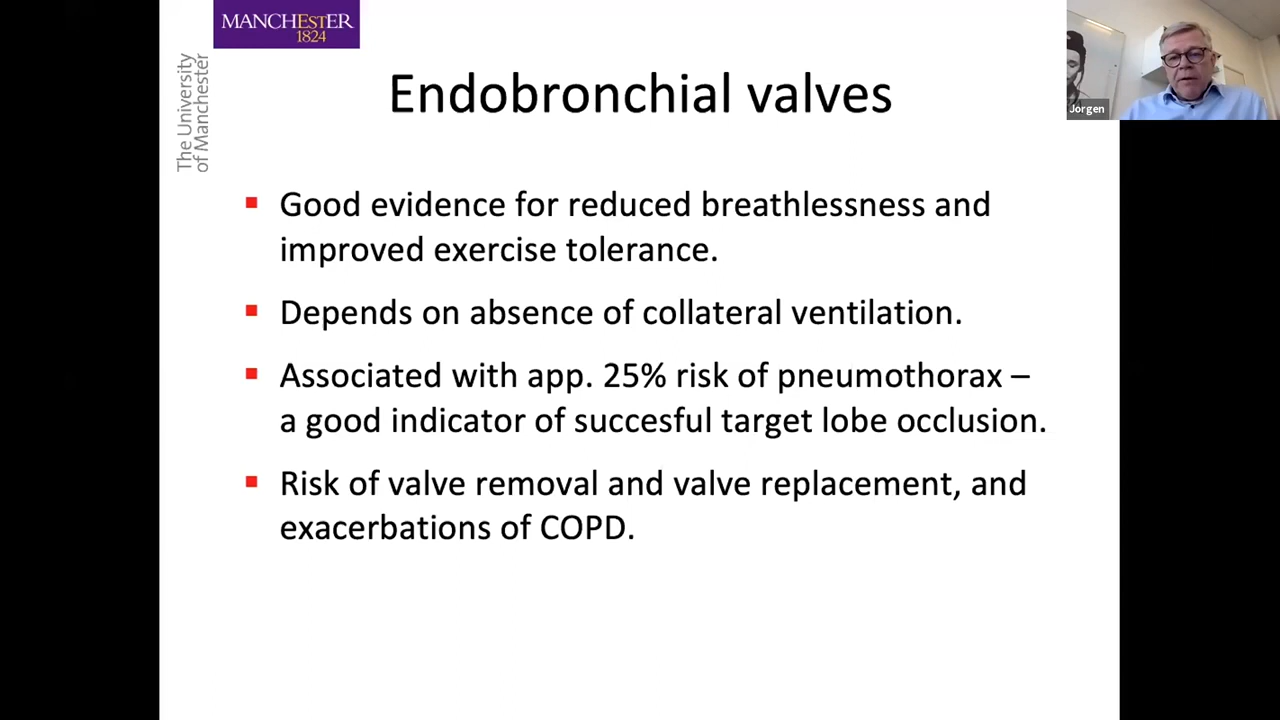 MANCHESTER
1824
The University
of Manchester
Endobronchial valves
Jorgen
Good evidence for reduced breathlessness and
improved exercise tolerance.
Depends on absence of collateral ventilation.
Associated with app. 25% risk of pneumothorax –
a good indicator of succesful target lobe occlusion.
Risk of valve removal and valve replacement, and
exacerbations of COPD.